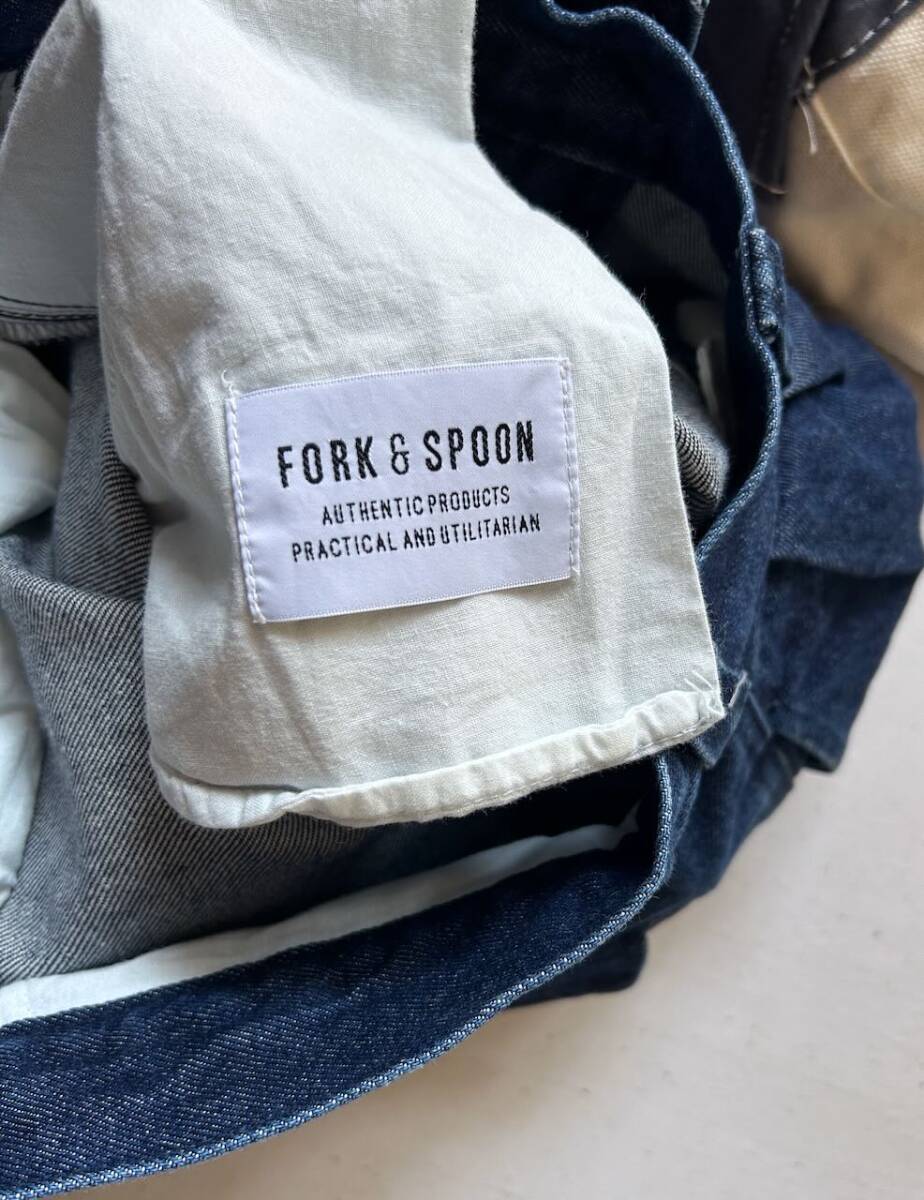 FORK & SPOON
AUTHENTIC PRODUCTS
PRACTICAL AND UTILITARIAN